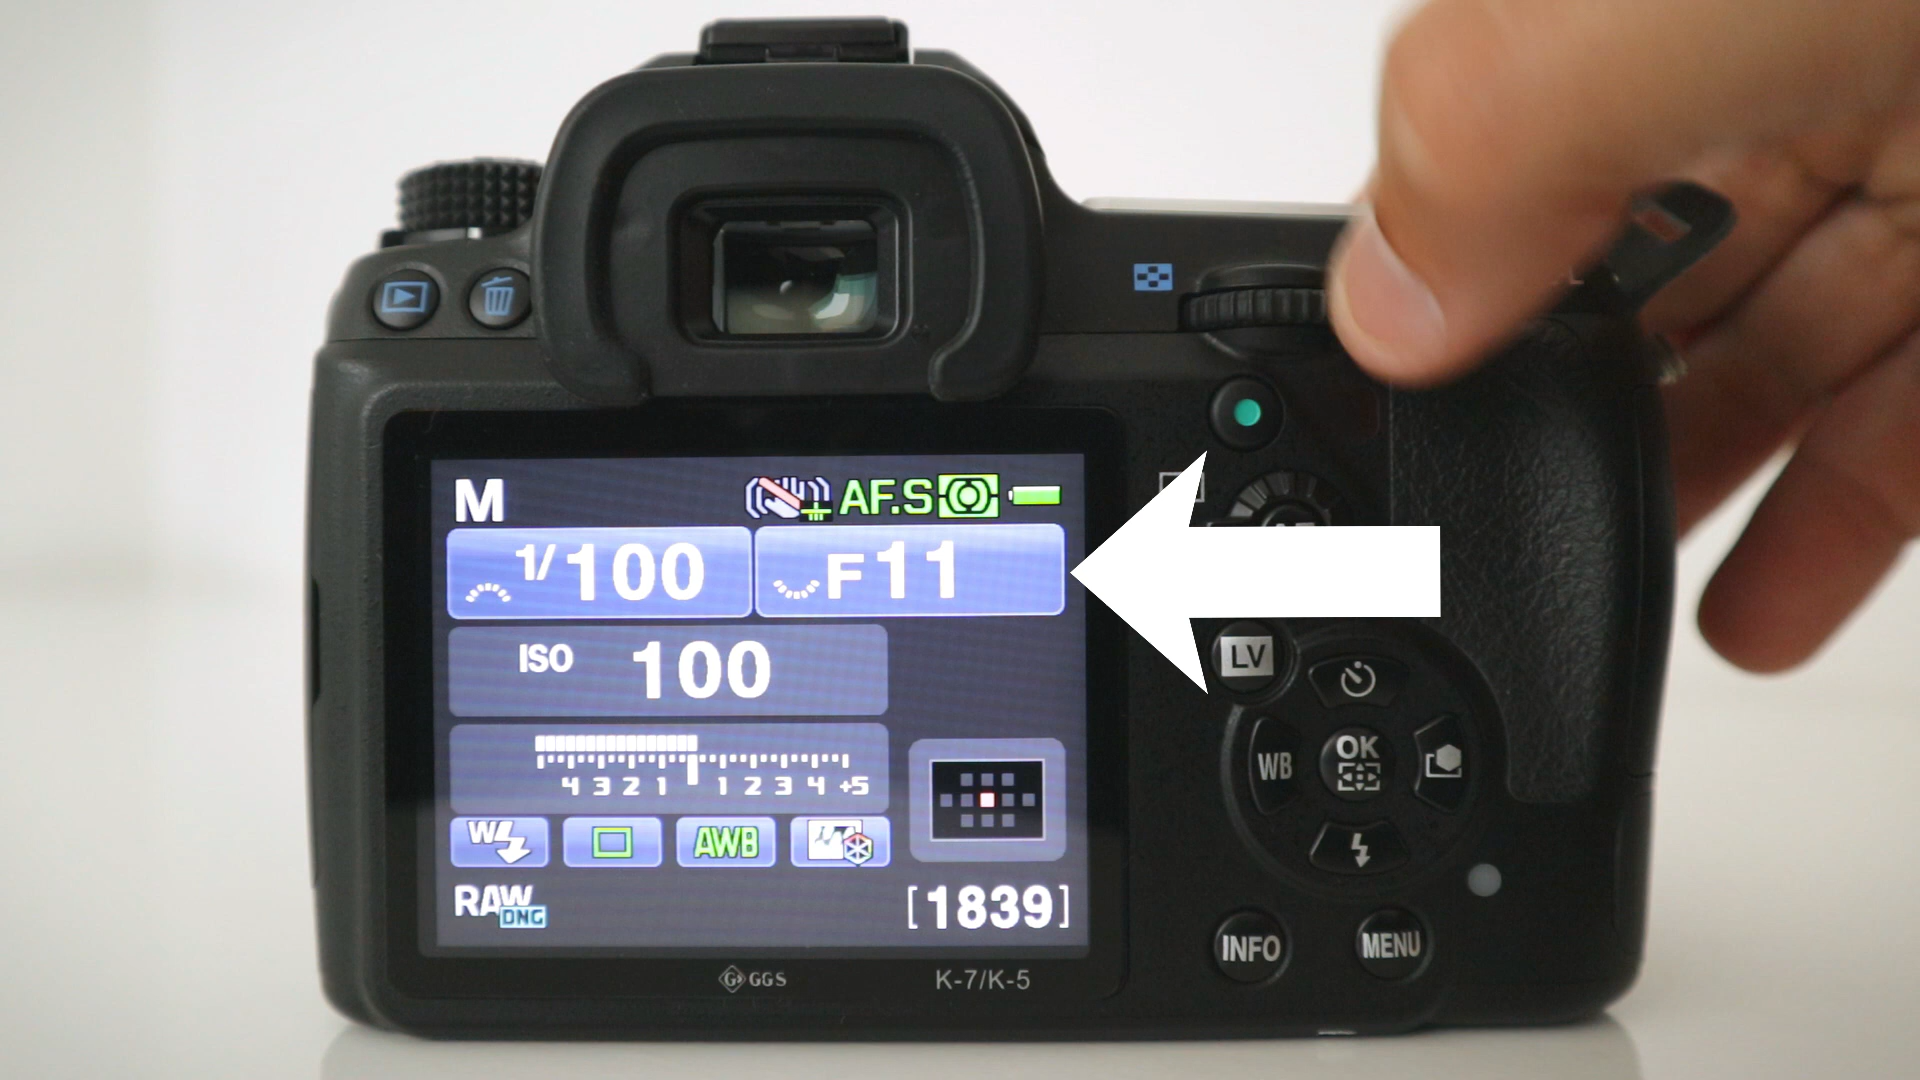 M AF.S
1/100 F11
ISO 100
4 3 2 1 1 2 3 4 +5
W AWB
RAW DNG [1839]
GGS K-7/K-5
LV
WB OK
INFO MENU